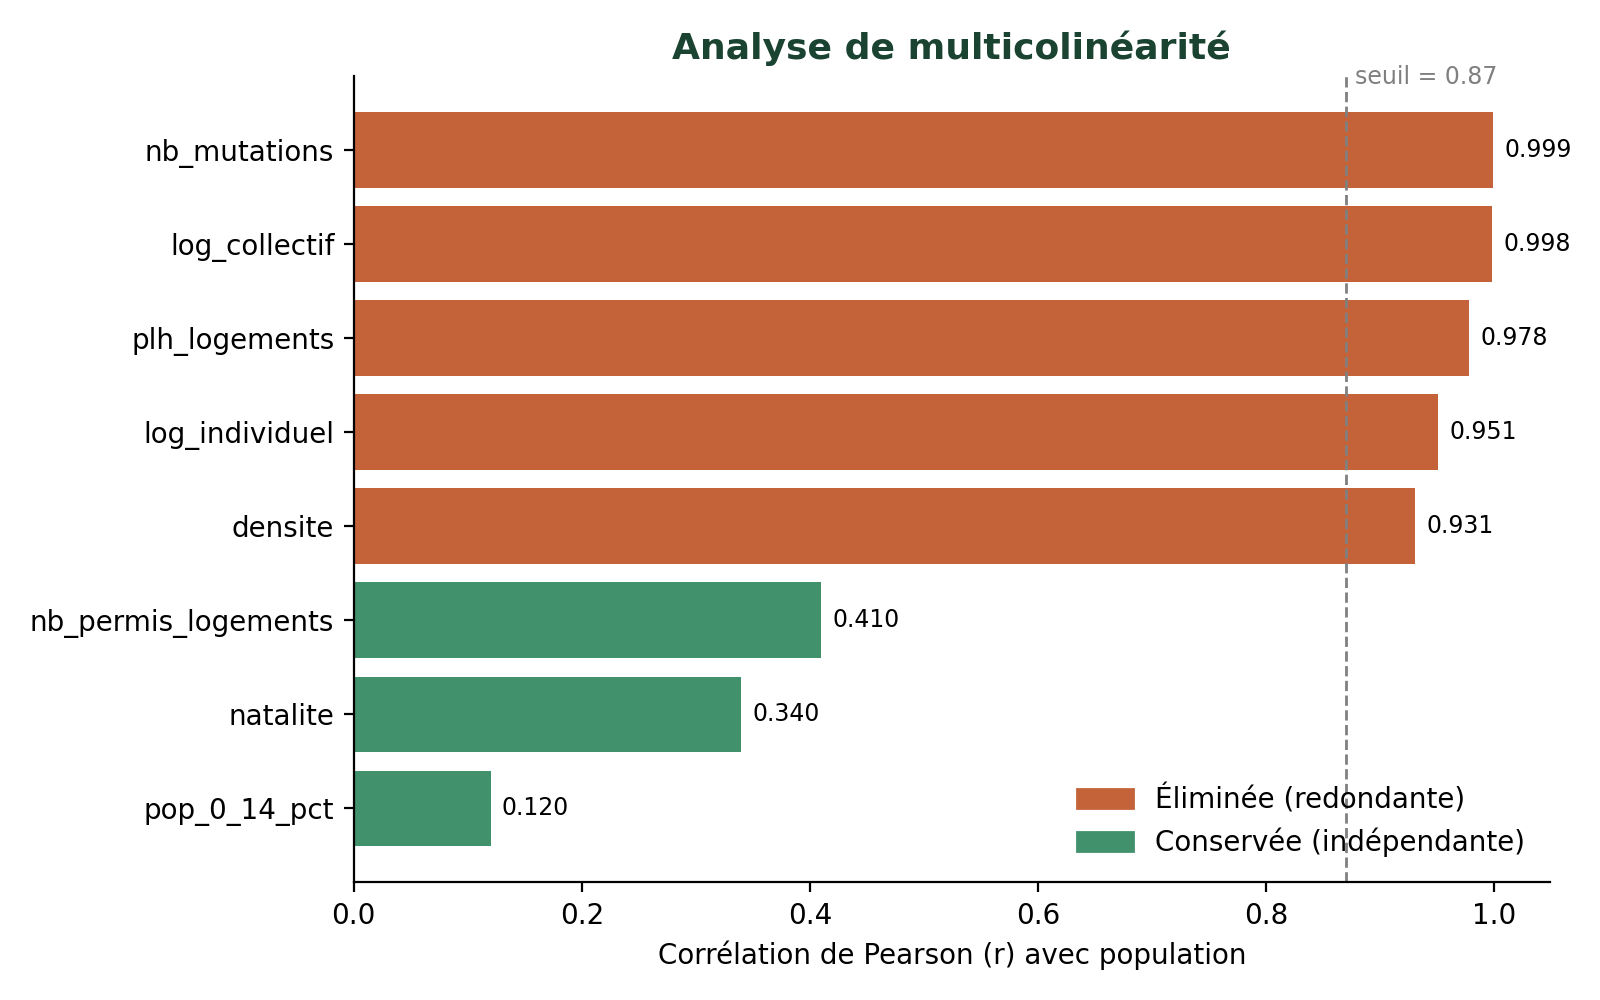 Analyse de multicolinéarité
seuil = 0.87
nb_mutations 0.999
log_collectif 0.998
plh_logements 0.978
log_individuel 0.951
densite 0.931
nb_permis_logements 0.410
natalite 0.340
pop_0_14_pct 0.120
Éliminée (redondante)
Conservée (indépendante)
0.0 0.2 0.4 0.6 0.8 1.0
Corrélation de Pearson (r) avec population